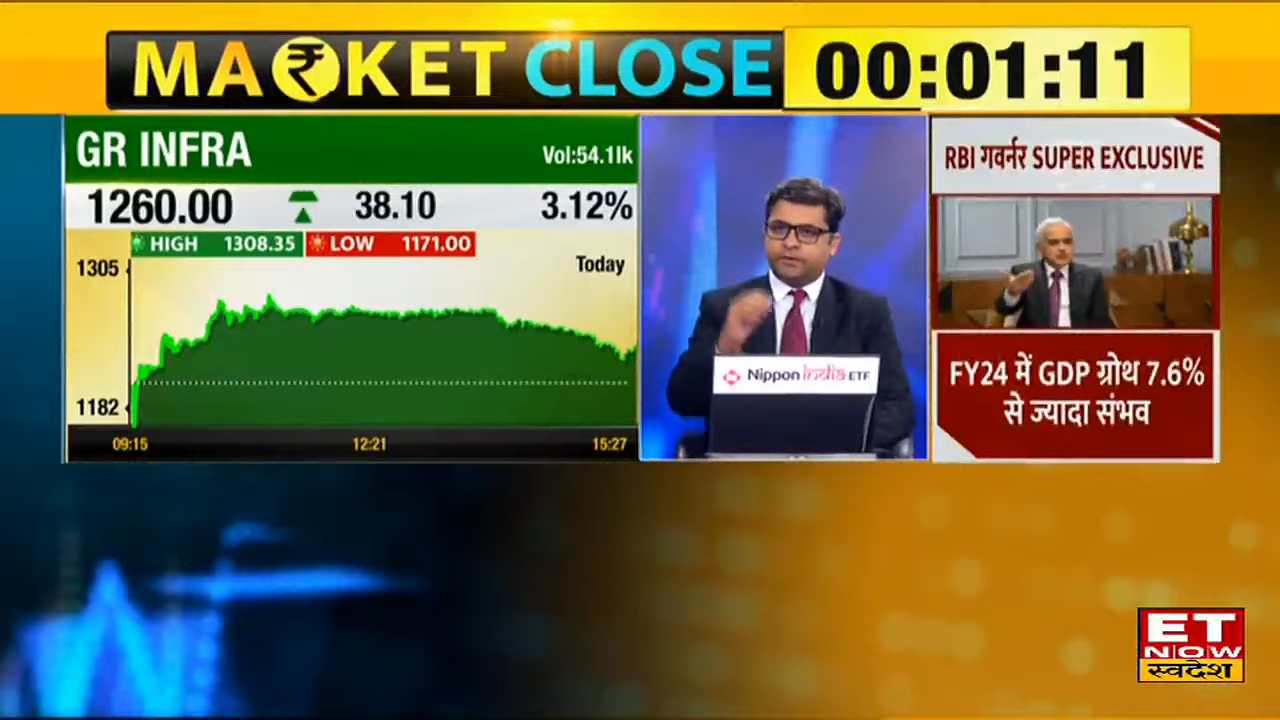 MA₹KET CLOSE 00:01:11
GR INFRA Vol:54.1lk
1260.00 38.10 3.12%
HIGH 1308.35 LOW 1171.00
1305 Today
1182
09:15 12:21 15:27
Nippon india ETF
RBI गवर्नर SUPER EXCLUSIVE
FY24 में GDP ग्रोथ 7.6%
से ज्यादा संभव
ET
NOW
स्वदेश